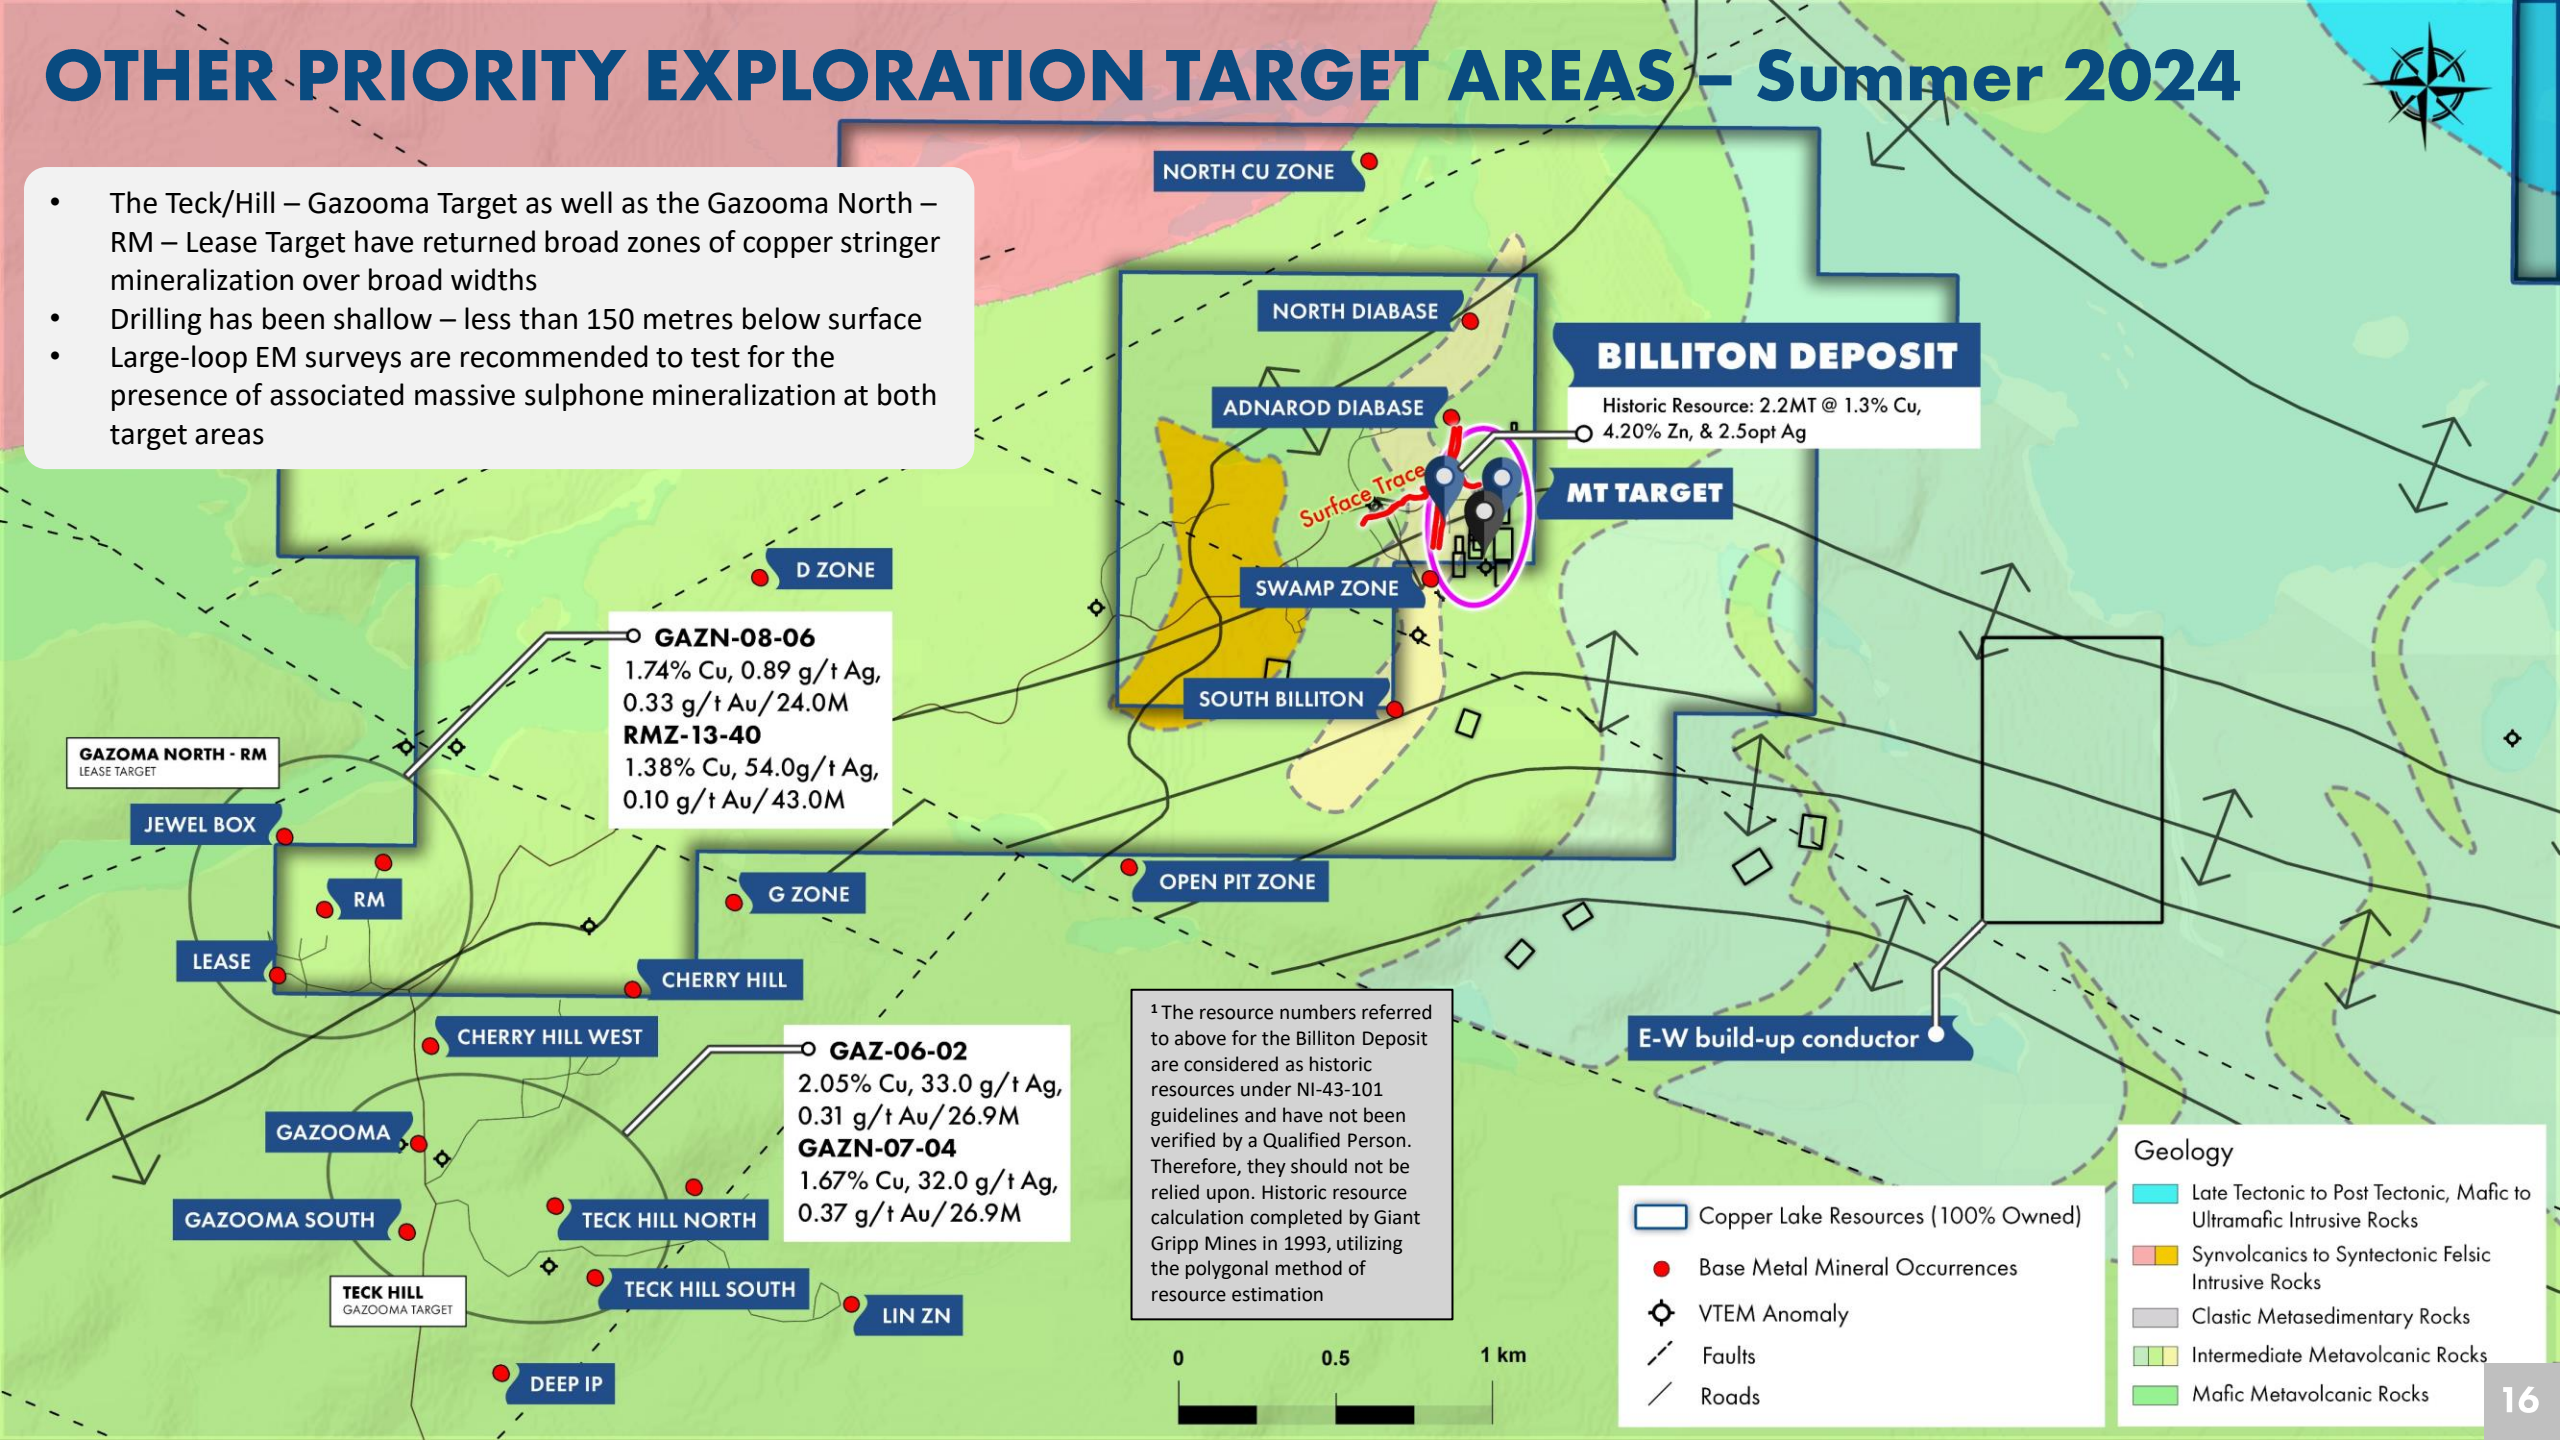 OTHER PRIORITY EXPLORATION TARGET AREAS – Summer 2024
• The Teck/Hill – Gazooma Target as well as the Gazooma North –
RM – Lease Target have returned broad zones of copper stringer
mineralization over broad widths
• Drilling has been shallow – less than 150 metres below surface
• Large-loop EM surveys are recommended to test for the
presence of associated massive sulphone mineralization at both
target areas
NORTH CU ZONE
NORTH DIABASE
BILLITON DEPOSIT
Historic Resource: 2.2MT @ 1.3% Cu,
4.20% Zn, & 2.5opt Ag
ADNAROD DIABASE
Surface Trace
MT TARGET
SWAMP ZONE
SOUTH BILLITON
D ZONE
GAZN-08-06
1.74% Cu, 0.89 g/t Ag,
0.33 g/t Au/24.0M
RMZ-13-40
1.38% Cu, 54.0g/t Ag,
0.10 g/t Au/43.0M
GAZOMA NORTH - RM
LEASE TARGET
JEWEL BOX
RM
LEASE
G ZONE
OPEN PIT ZONE
CHERRY HILL
CHERRY HILL WEST
GAZ-06-02
2.05% Cu, 33.0 g/t Ag,
0.31 g/t Au/26.9M
GAZN-07-04
1.67% Cu, 32.0 g/t Ag,
0.37 g/t Au/26.9M
GAZOOMA
GAZOOMA SOUTH
TECK HILL NORTH
TECK HILL SOUTH
TECK HILL
GAZOOMA TARGET
LIN ZN
DEEP IP
E-W build-up conductor
1 The resource numbers referred
to above for the Billiton Deposit
are considered as historic
resources under NI-43-101
guidelines and have not been
verified by a Qualified Person.
Therefore, they should not be
relied upon. Historic resource
calculation completed by Giant
Gripp Mines in 1993, utilizing
the polygonal method of
resource estimation
0 0.5 1 km
Copper Lake Resources (100% Owned)
Base Metal Mineral Occurrences
VTEM Anomaly
Faults
Roads
Geology
Late Tectonic to Post Tectonic, Mafic to
Ultramafic Intrusive Rocks
Synvolcanics to Syntectonic Felsic
Intrusive Rocks
Clastic Metasedimentary Rocks
Intermediate Metavolcanic Rocks
Mafic Metavolcanic Rocks
16